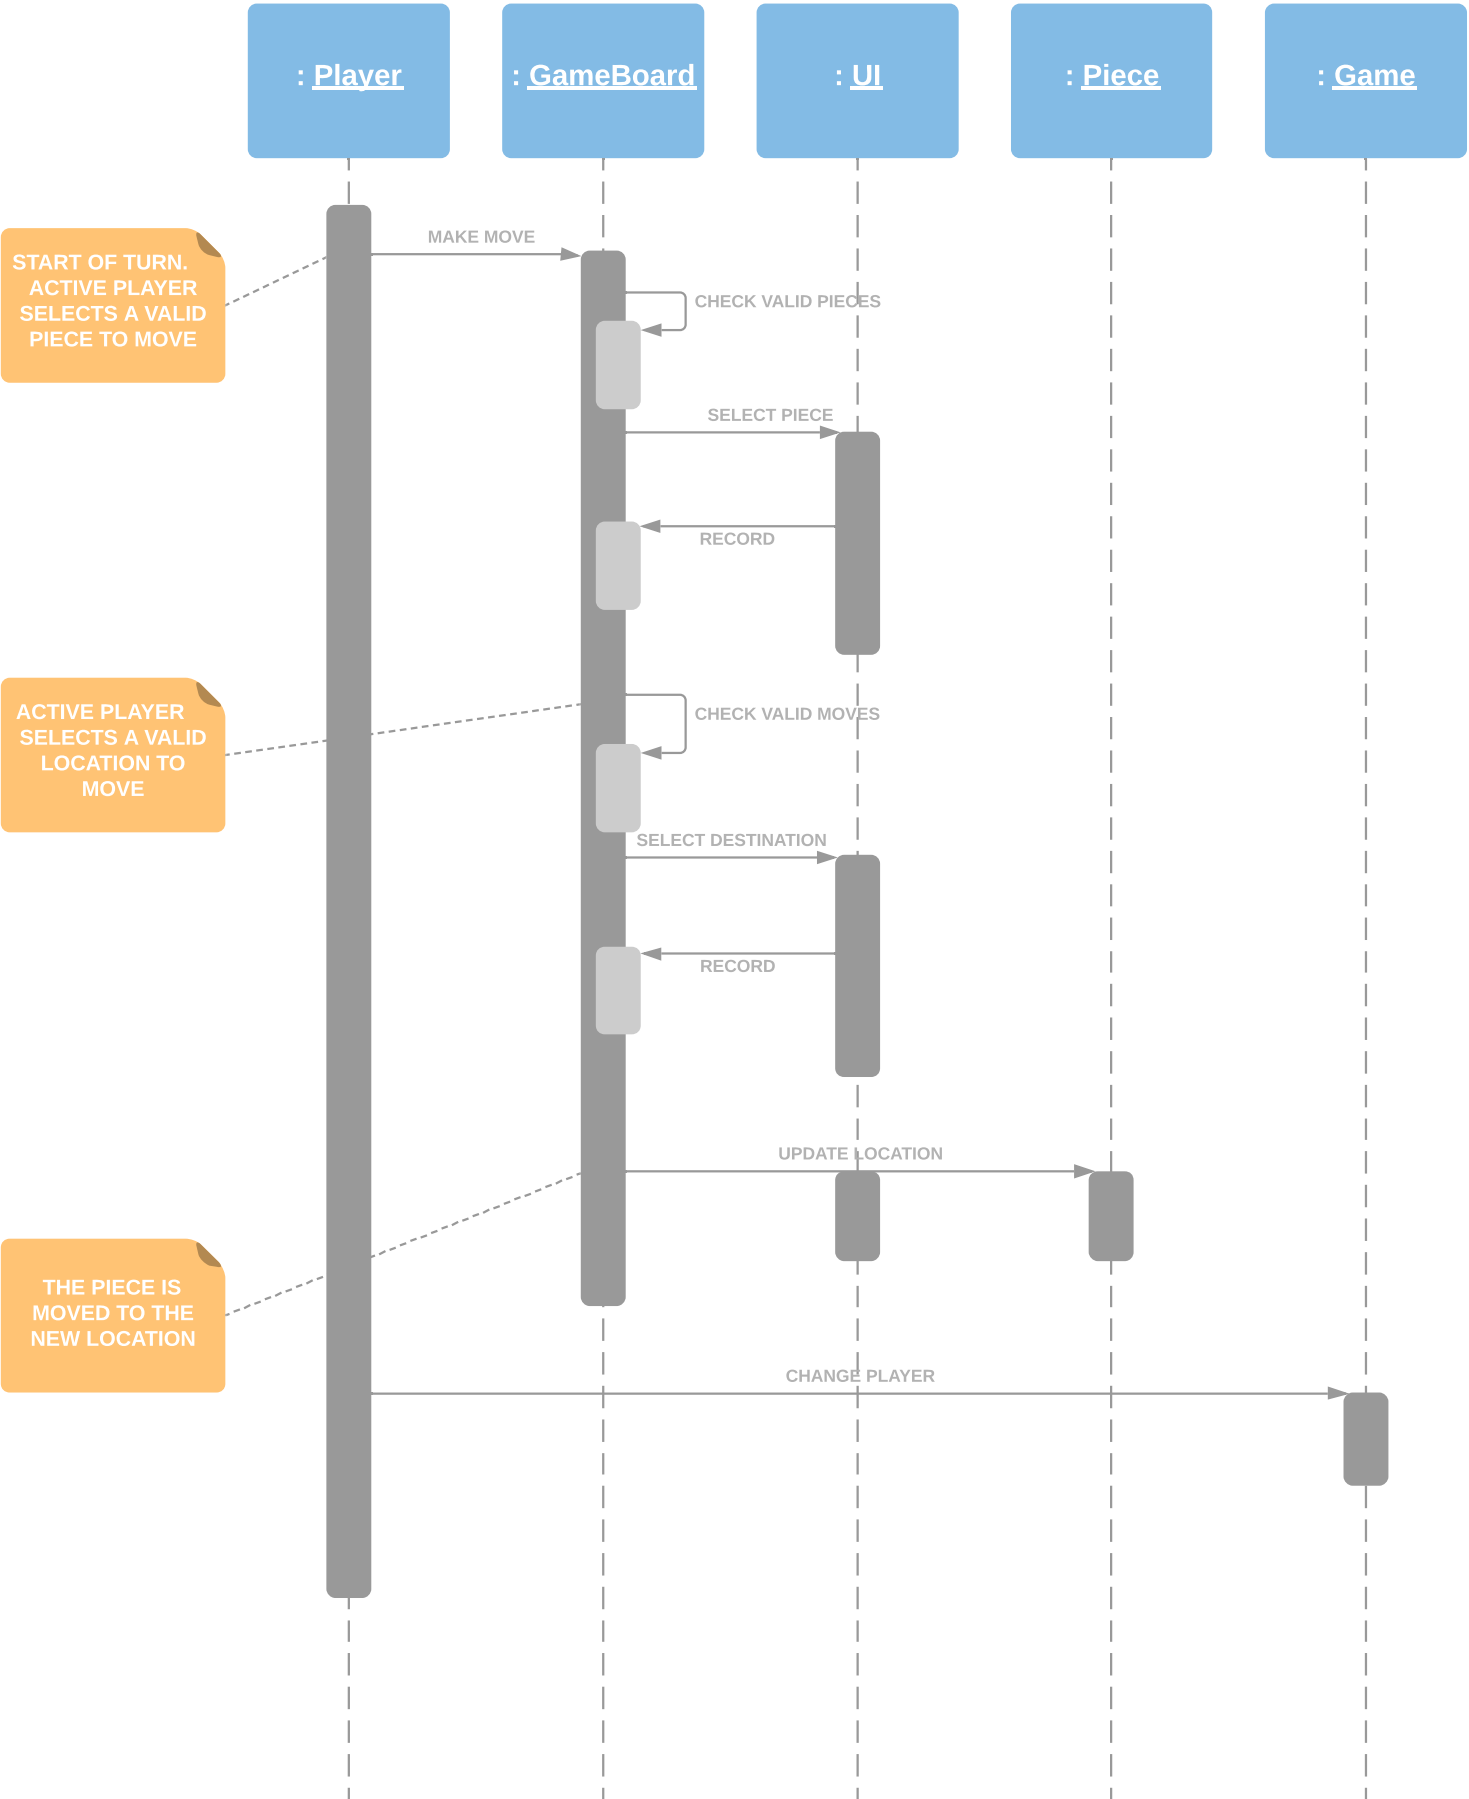 : Player
: GameBoard
: UI
: Piece
: Game
MAKE MOVE
START OF TURN.
ACTIVE PLAYER
SELECTS A VALID
PIECE TO MOVE
CHECK VALID PIECES
SELECT PIECE
RECORD
ACTIVE PLAYER
SELECTS A VALID
LOCATION TO
MOVE
CHECK VALID MOVES
SELECT DESTINATION
RECORD
UPDATE LOCATION
THE PIECE IS
MOVED TO THE
NEW LOCATION
CHANGE PLAYER